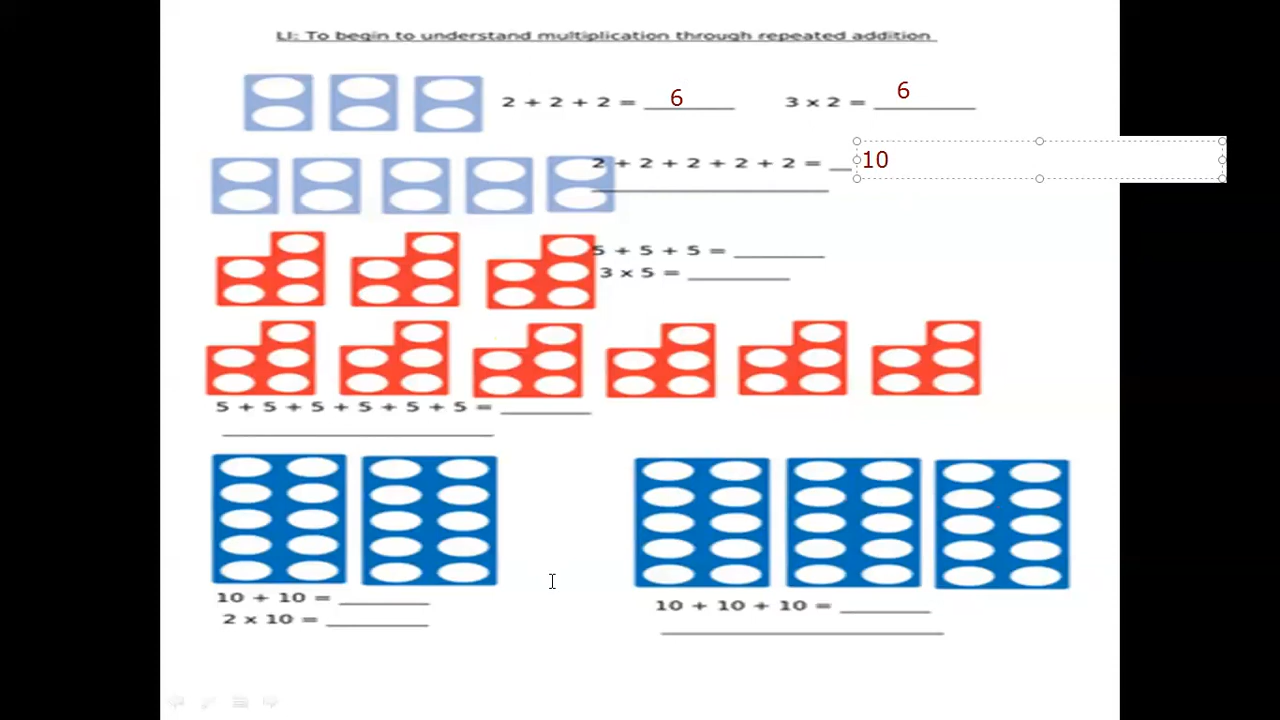 LI: To begin to understand multiplication through repeated addition
2 + 2 + 2 = 6 3 x 2 = 6
2 + 2 + 2 + 2 + 2 = 10
5 + 5 + 5 =
3 x 5 =
5 + 5 + 5 + 5 + 5 + 5 =
10 + 10 =
2 x 10 =
10 + 10 + 10 =